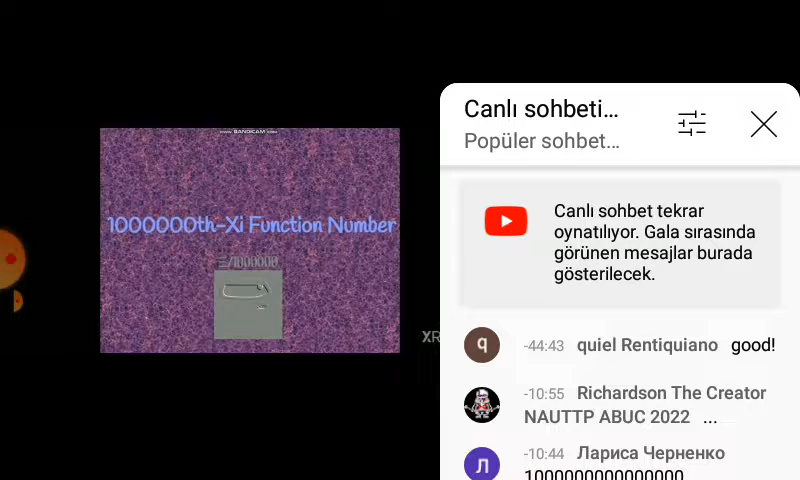 www.BANDICAM.com
1000000th-Xi Function Number
Ξ/1000000
XR
Canlı sohbeti...
Popüler sohbet...
Canlı sohbet tekrar
oynatılıyor. Gala sırasında
görünen mesajlar burada
gösterilecek.
q -44:43 quiel Rentiquiano good!
-10:55 Richardson The Creator
NAUTTP ABUC 2022 ...
Л -10:44 Лариса Черненко
1000000000000000